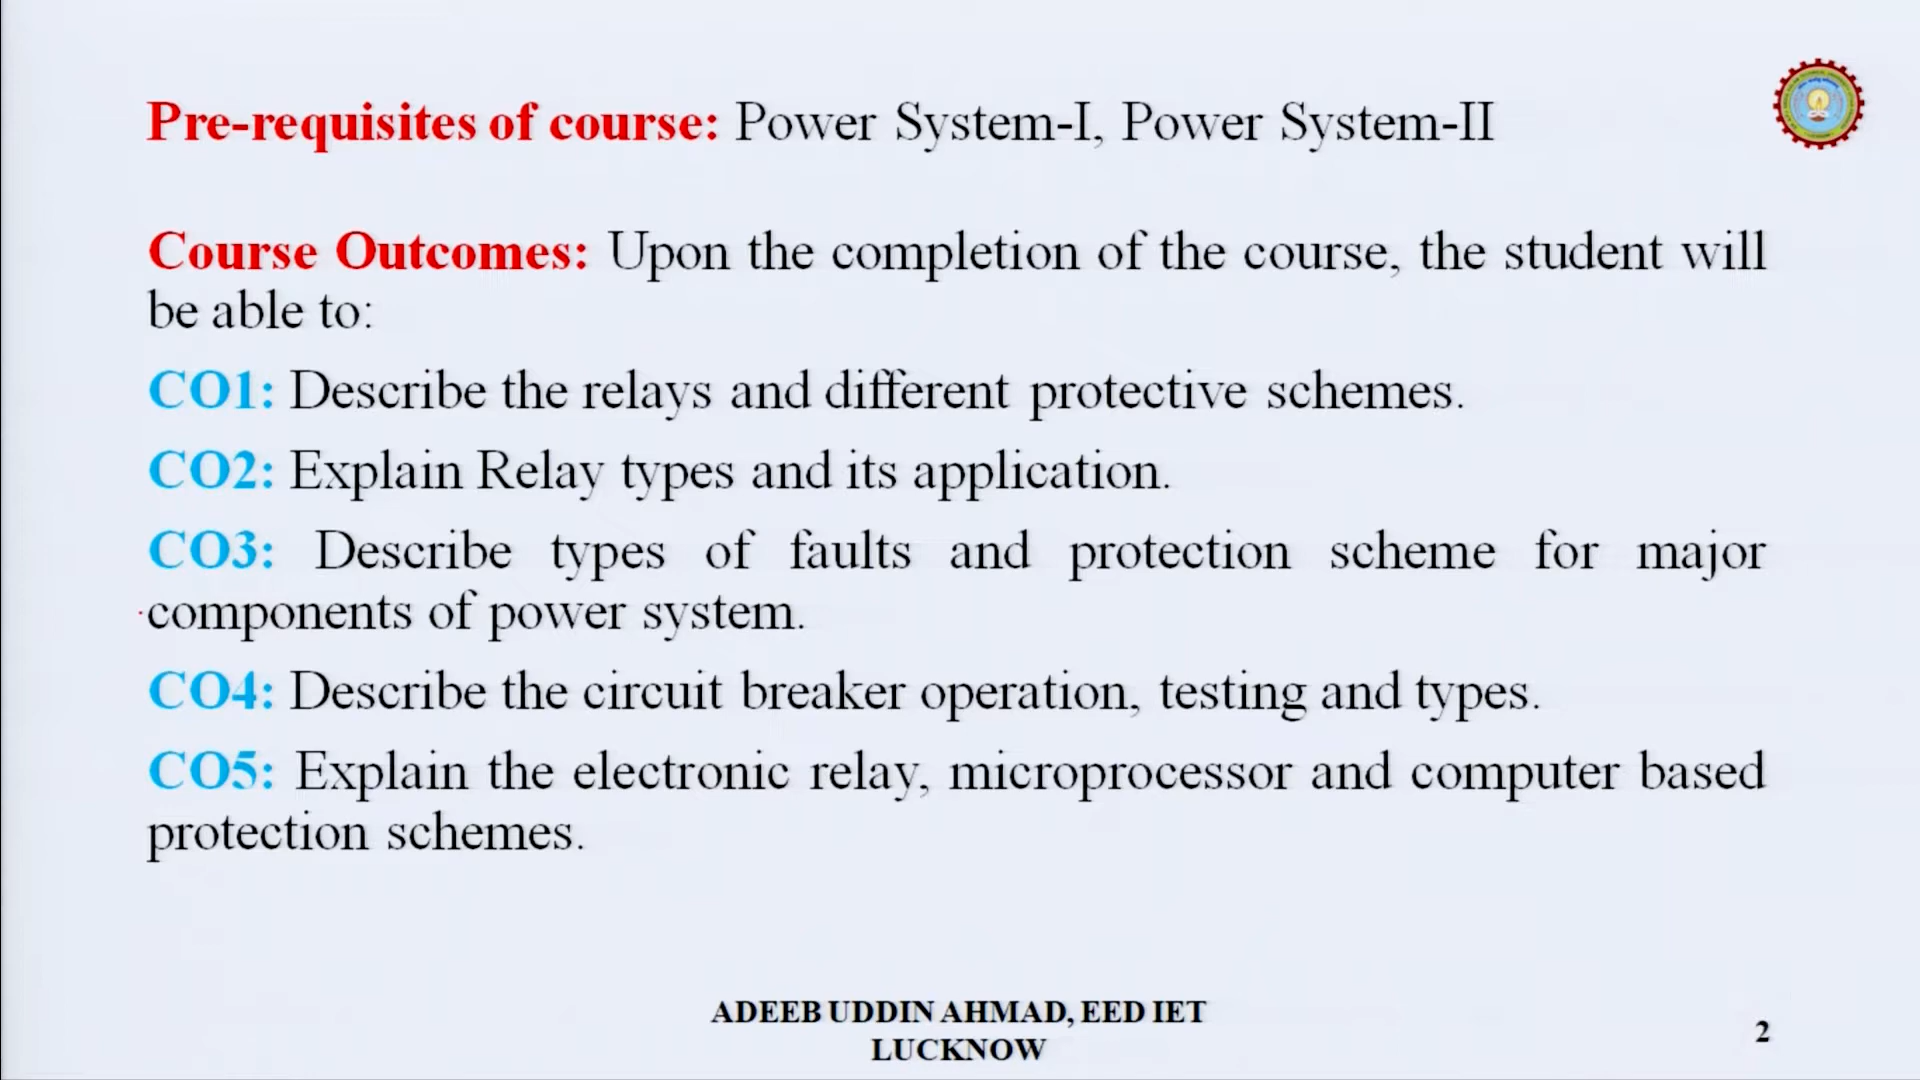 Pre-requisites of course: Power System-I, Power System-II
Course Outcomes: Upon the completion of the course, the student will
be able to:
CO1: Describe the relays and different protective schemes.
CO2: Explain Relay types and its application.
CO3: Describe types of faults and protection scheme for major
components of power system.
CO4: Describe the circuit breaker operation, testing and types.
CO5: Explain the electronic relay, microprocessor and computer based
protection schemes.
ADEEB UDDIN AHMAD, EED IET
LUCKNOW
2